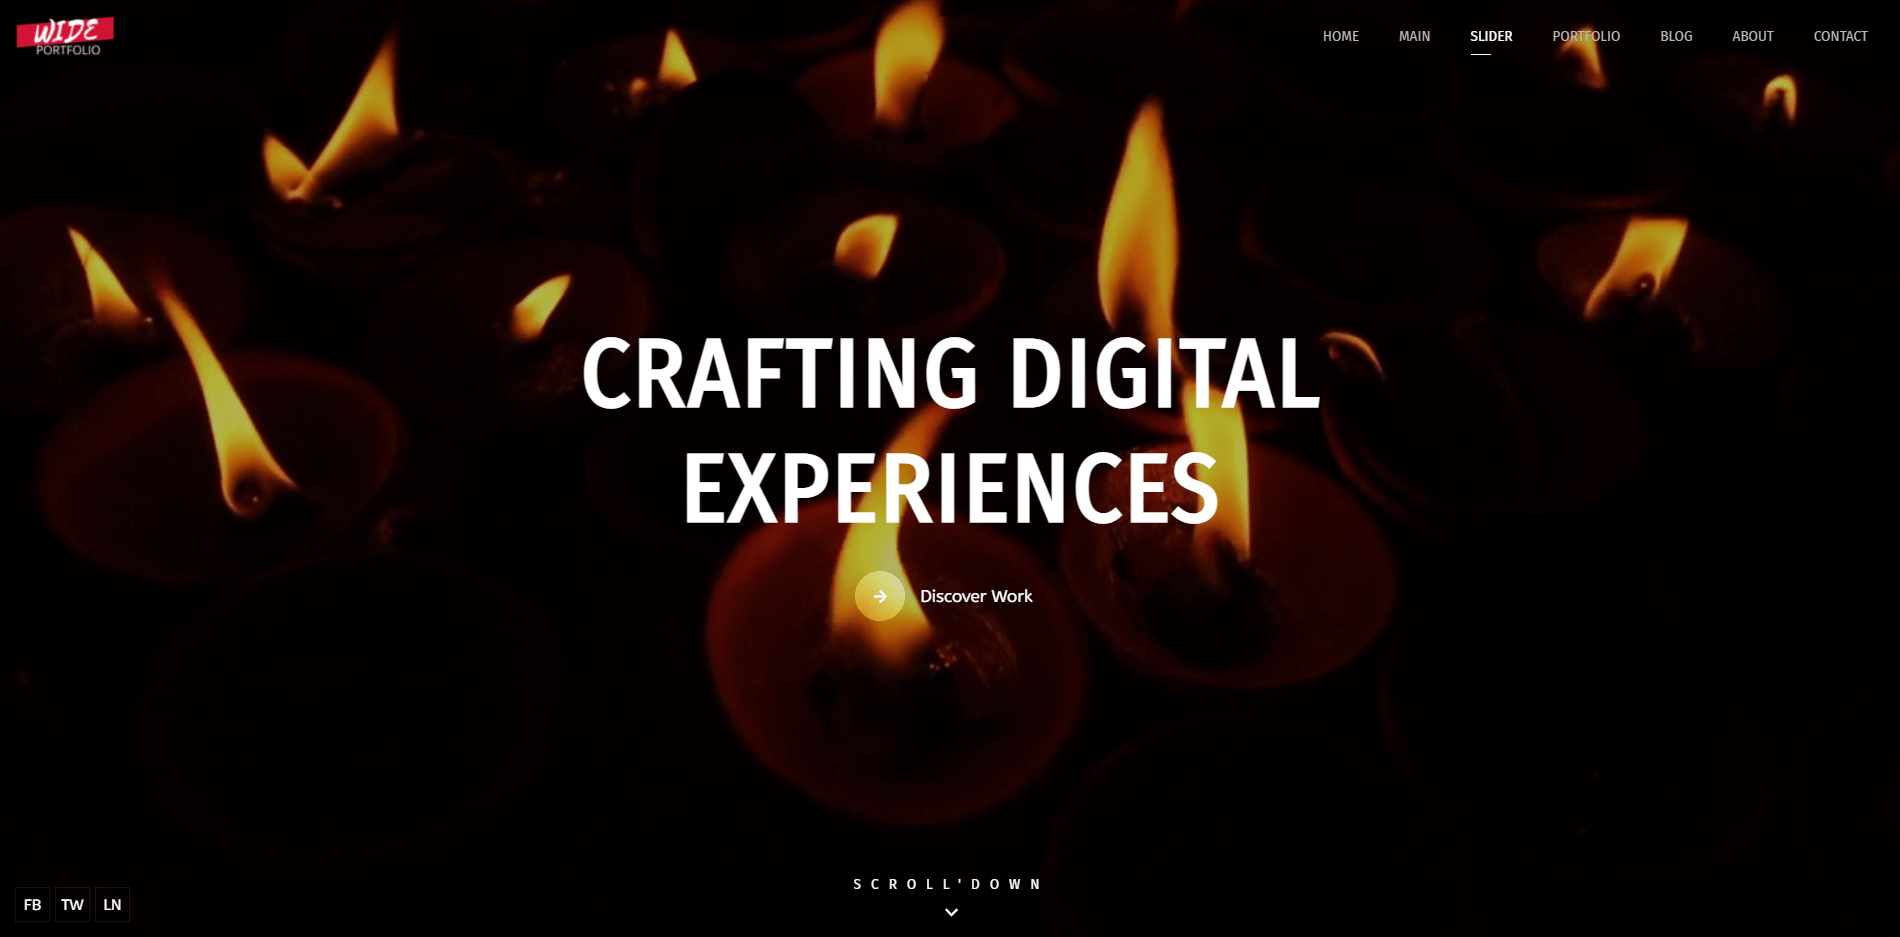 WIDE
PORTFOLIO
HOME MAIN SLIDER PORTFOLIO BLOG ABOUT CONTACT
CRAFTING DIGITAL
EXPERIENCES
Discover Work
SCROLL'DOWN
FB TW LN